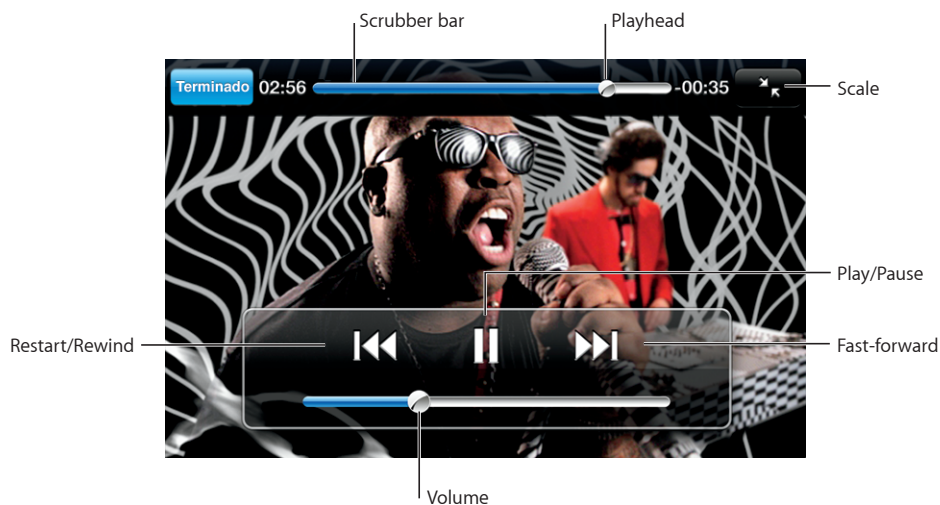 Scrubber bar
Playhead
Terminado
02:56
-00:35
Scale
Play/Pause
Restart/Rewind
Fast-forward
Volume